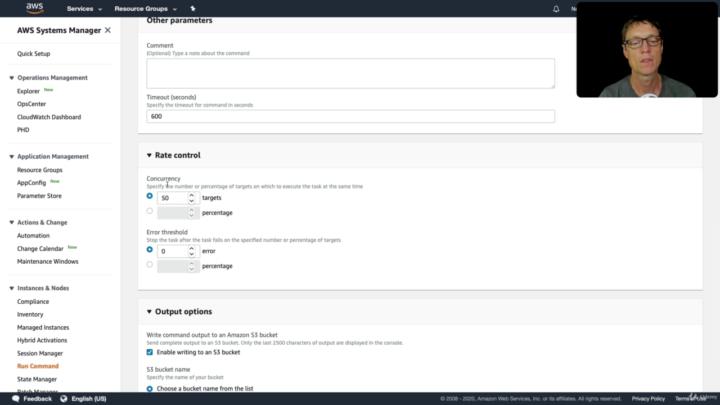 aws
Services
Resource Groups
AWS Systems Manager
Quick Setup
Operations Management
Explorer New
OpsCenter
CloudWatch Dashboard
PHD
Application Management
Resource Groups
AppConfig New
Parameter Store
Actions & Change
Automation
Change Calendar New
Maintenance Windows
Instances & Nodes
Compliance
Inventory
Managed Instances
Hybrid Activations
Session Manager
Run Command
State Manager
Other parameters
Comment
(Optional) Type a note about the command
Timeout (seconds)
Specify the timeout for command in seconds
600
Rate control
Concurrency
Specify the number or percentage of targets on which to execute the task at the same time
50 targets
percentage
Error threshold
Stop the task after the task fails on the specified number or percentage of targets
0 error
percentage
Output options
Write command output to an Amazon S3 bucket
Send complete output to an S3 bucket. Only the last 2500 characters of output are displayed in the console.
Enable writing to an S3 bucket
S3 bucket name
Specify the name of your bucket
Choose a bucket name from the list
Feedback
English (US)
© 2008 - 2020, Amazon Web Services, Inc. or its affiliates. All rights reserved.
Privacy Policy
Udemy